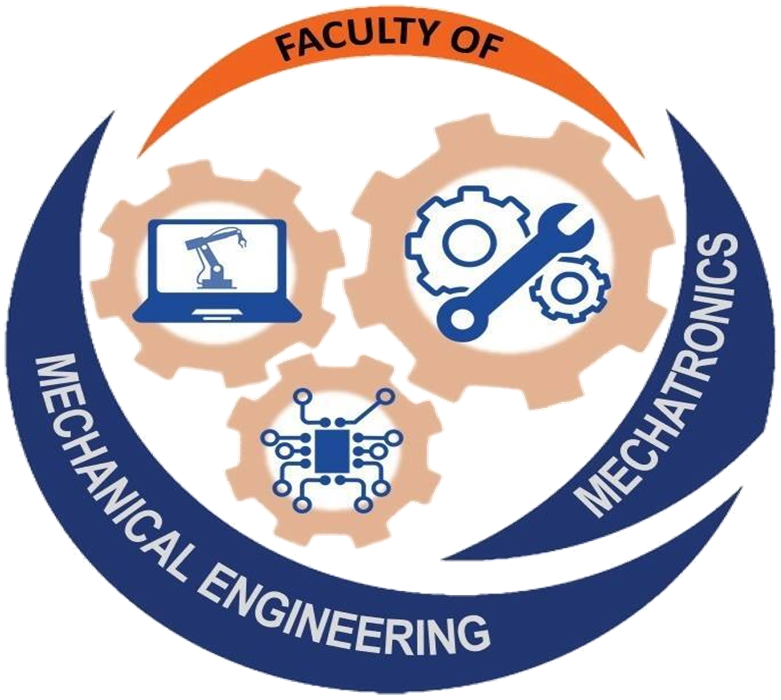 FACULTY OF
MECHANICAL ENGINEERING
MECHATRONICS